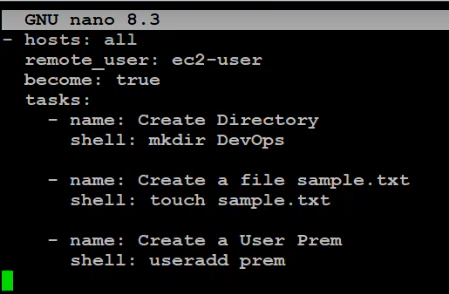 GNU nano 8.3
- hosts: all
  remote_user: ec2-user
  become: true
  tasks:
    - name: Create Directory
      shell: mkdir DevOps

    - name: Create a file sample.txt
      shell: touch sample.txt

    - name: Create a User Prem
      shell: useradd prem